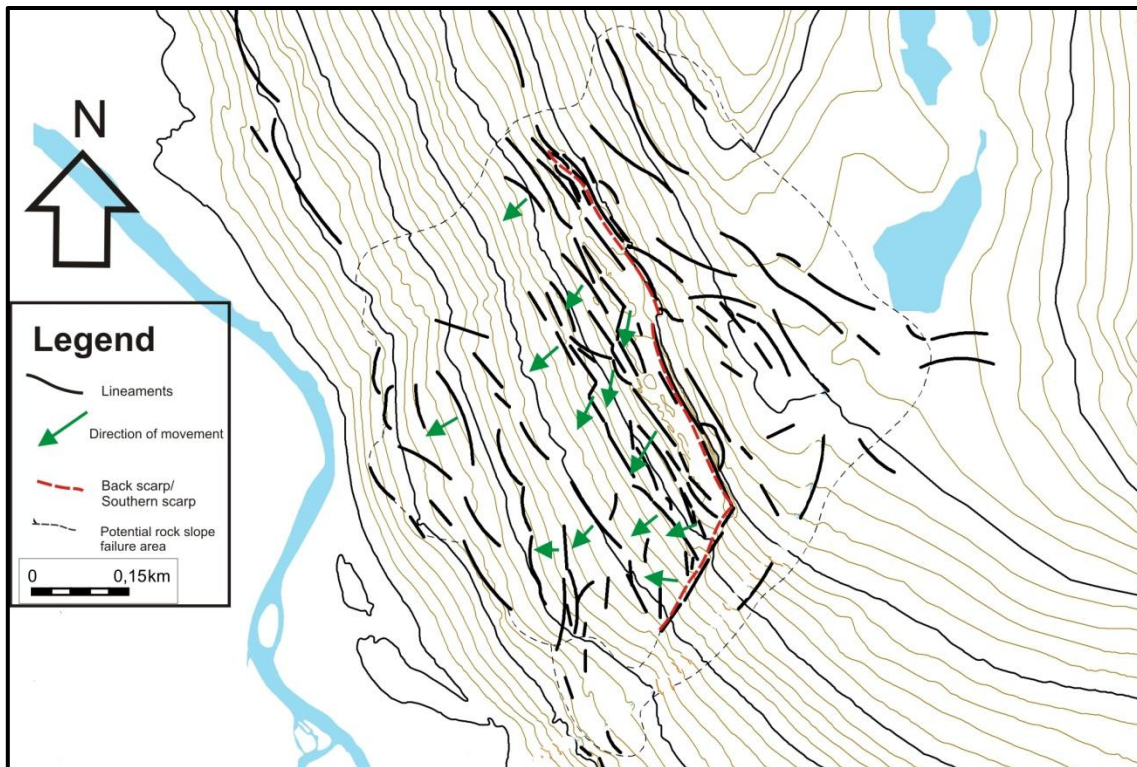 N
Legend
Lineaments
Direction of movement
Back scarp/
Southern scarp
Potential rock slope
failure area
0 0,15km